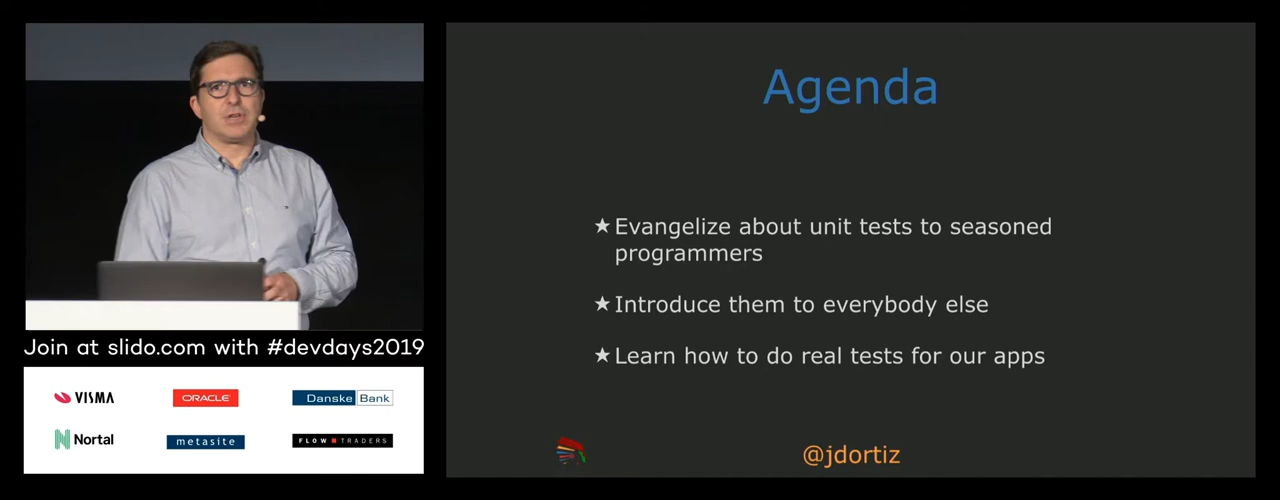 Agenda
★Evangelize about unit tests to seasoned
programmers
★Introduce them to everybody else
★Learn how to do real tests for our apps
@jdortiz
Join at slido.com with #devdays2019
VISMA
ORACLE
Danske Bank
Nortal
metasite
FLOW TRADERS